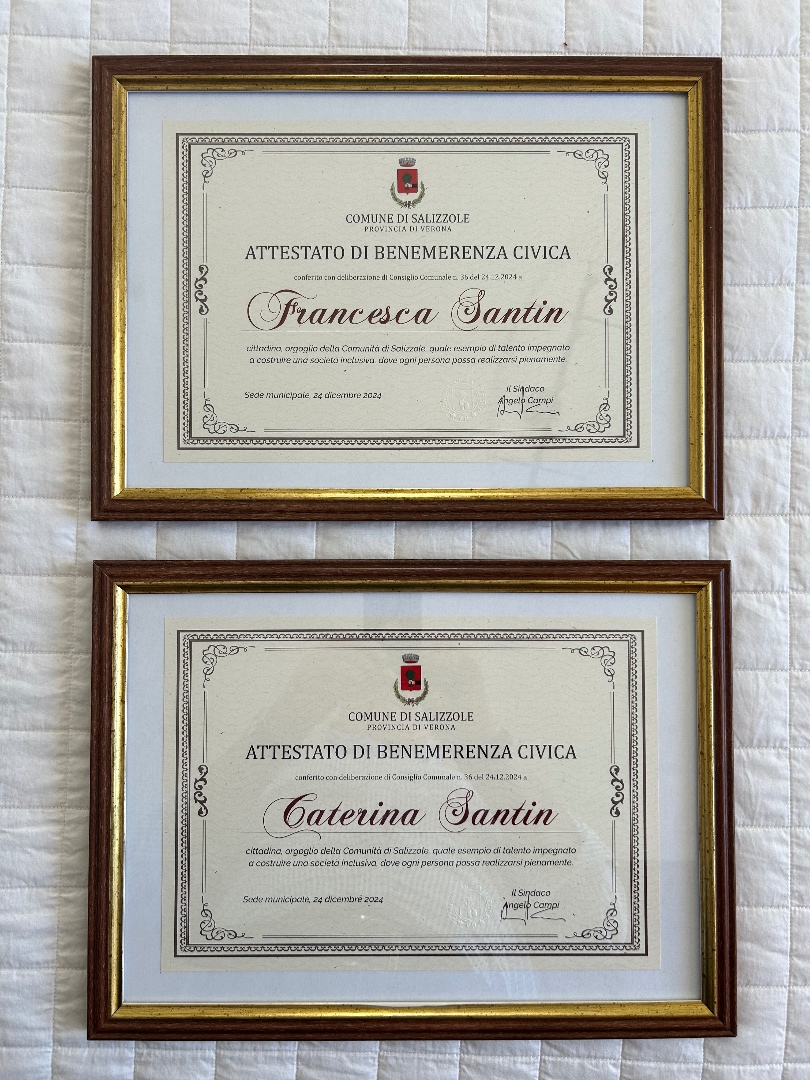 COMUNE DI SALIZZOLE
PROVINCIA DI VERONA
ATTESTATO DI BENEMERENZA CIVICA
conferito con deliberazione di Consiglio Comunale n. 36 del 24.12.2024 a
Francesca Santin
cittadina, orgoglio della Comunità di Salizzole, quale esempio di talento impegnato
a costruire una società inclusiva, dove ogni persona possa realizzarsi pienamente.
Sede municipale, 24 dicembre 2024
Il Sindaco
Angelo Campi
COMUNE DI SALIZZOLE
PROVINCIA DI VERONA
ATTESTATO DI BENEMERENZA CIVICA
conferito con deliberazione di Consiglio Comunale n. 36 del 24.12.2024 a
Caterina Santin
cittadina, orgoglio della Comunità di Salizzole, quale esempio di talento impegnato
a costruire una società inclusiva, dove ogni persona possa realizzarsi pienamente.
Sede municipale, 24 dicembre 2024
Il Sindaco
Angelo Campi